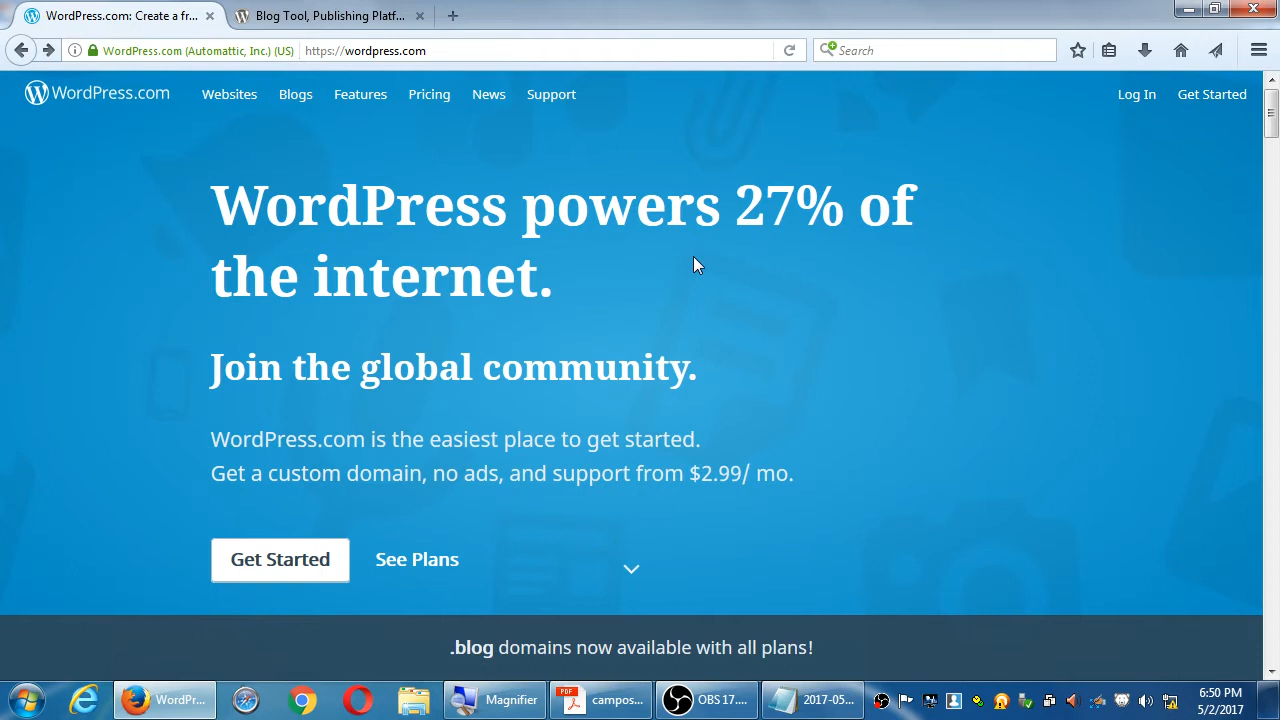 WordPress.com: Create a fr...
Blog Tool, Publishing Platf...
WordPress.com (Automattic, Inc.) (US)
https://wordpress.com
Search
WordPress.com
Websites
Blogs
Features
Pricing
News
Support
Log In
Get Started
WordPress powers 27% of
the internet.
Join the global community.
WordPress.com is the easiest place to get started.
Get a custom domain, no ads, and support from $2.99/ mo.
Get Started
See Plans
.blog domains now available with all plans!
WordPr...
Magnifier
PDF
campos...
OBS 17....
2017-05...
6:50 PM
5/2/2017